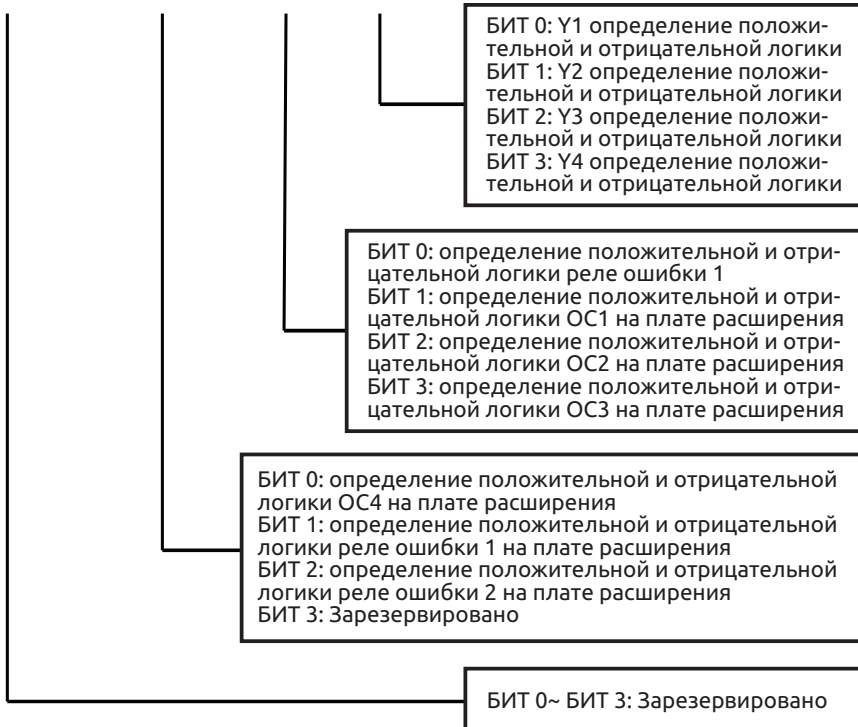 БИТ 0: Y1 определение положи-
тельной и отрицательной логики
БИТ 1: Y2 определение положи-
тельной и отрицательной логики
БИТ 2: Y3 определение положи-
тельной и отрицательной логики
БИТ 3: Y4 определение положи-
тельной и отрицательной логики
БИТ 0: определение положительной и отри-
цательной логики реле ошибки 1
БИТ 1: определение положительной и отри-
цательной логики ОС1 на плате расширения
БИТ 2: определение положительной и отри-
цательной логики ОС2 на плате расширения
БИТ 3: определение положительной и отри-
цательной логики ОС3 на плате расширения
БИТ 0: определение положительной и отрицательной
логики ОС4 на плате расширения
БИТ 1: определение положительной и отрицательной
логики реле ошибки 1 на плате расширения
БИТ 2: определение положительной и отрицательной
логики реле ошибки 2 на плате расширения
БИТ 3: Зарезервировано
БИТ 0~ БИТ 3: Зарезервировано